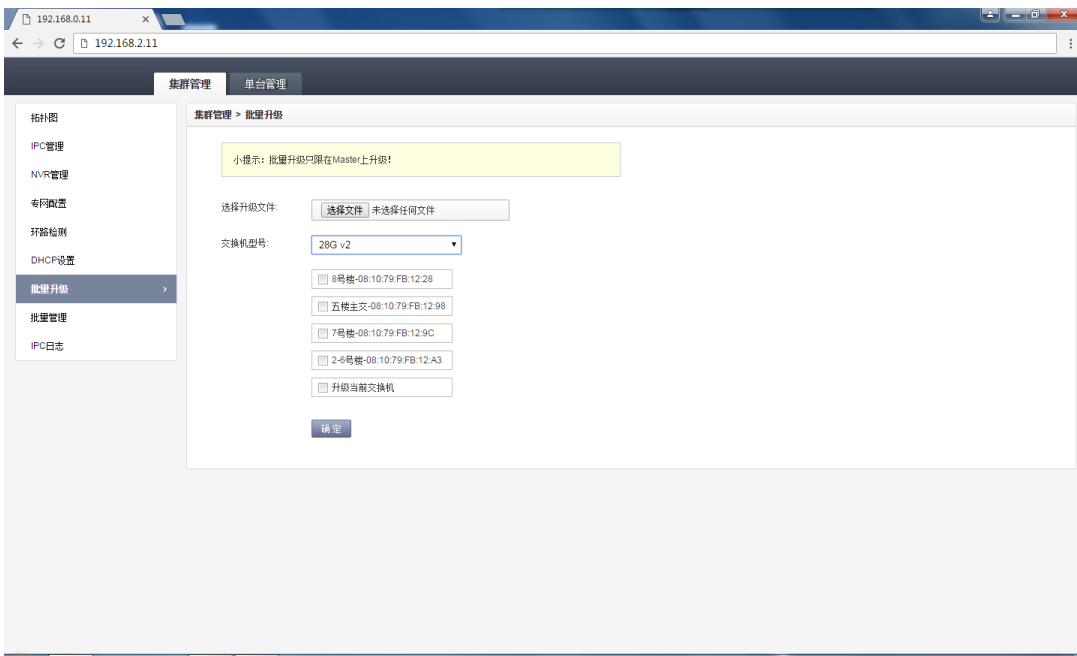 192.168.0.11
192.168.2.11
集群管理 单台管理
拓扑图
IPC管理
NVR管理
专网配置
环路检测
DHCP设置
批量升级
批量管理
IPC日志
集群管理 > 批量升级
小提示：批量升级只限在Master上升级！
选择升级文件: 选择文件 未选择任何文件
交换机型号: 28G v2
8号楼-08:10:79:FB:12:28
五楼主交-08:10:79:FB:12:98
7号楼-08:10:79:FB:12:9C
2-6号楼-08:10:79:FB:12:A3
升级当前交换机
确定